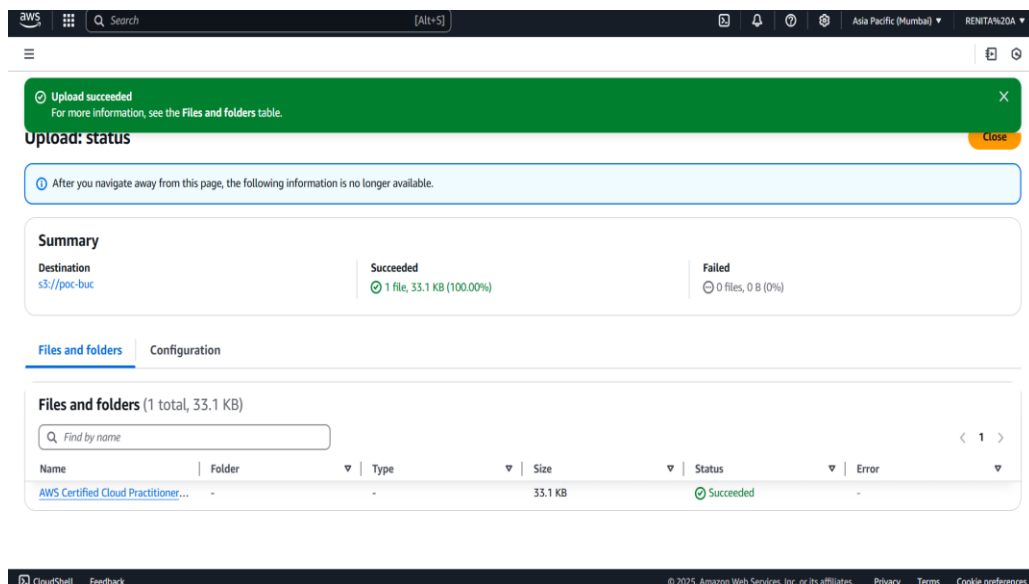 aws Search [Alt+S] Asia Pacific (Mumbai) ▼ RENITA%20A ▼
Upload succeeded
For more information, see the Files and folders table.
Upload: status Close
After you navigate away from this page, the following information is no longer available.
Summary
Destination Succeeded Failed
s3://poc-buc 1 file, 33.1 KB (100.00%) 0 files, 0 B (0%)
Files and folders Configuration
Files and folders (1 total, 33.1 KB)
Find by name < 1 >
Name Folder Type Size Status Error
AWS Certified Cloud Practitioner... - - 33.1 KB Succeeded -
CloudShell Feedback © 2025, Amazon Web Services, Inc. or its affiliates. Privacy Terms Cookie preferences